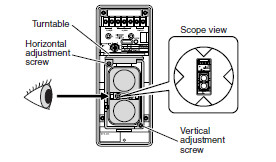 Turntable
Horizontal
adjustment
screw
Scope view
Vertical
adjustment
screw